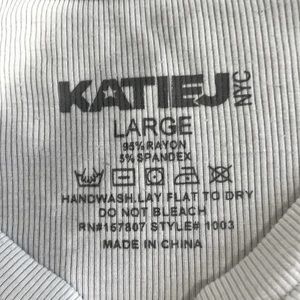 KATIEJ NYC
LARGE
95% RAYON
5% SPANDEX
HANDWASH.LAY FLAT TO DRY
DO NOT BLEACH
RN#157807 STYLE# 1003
MADE IN CHINA